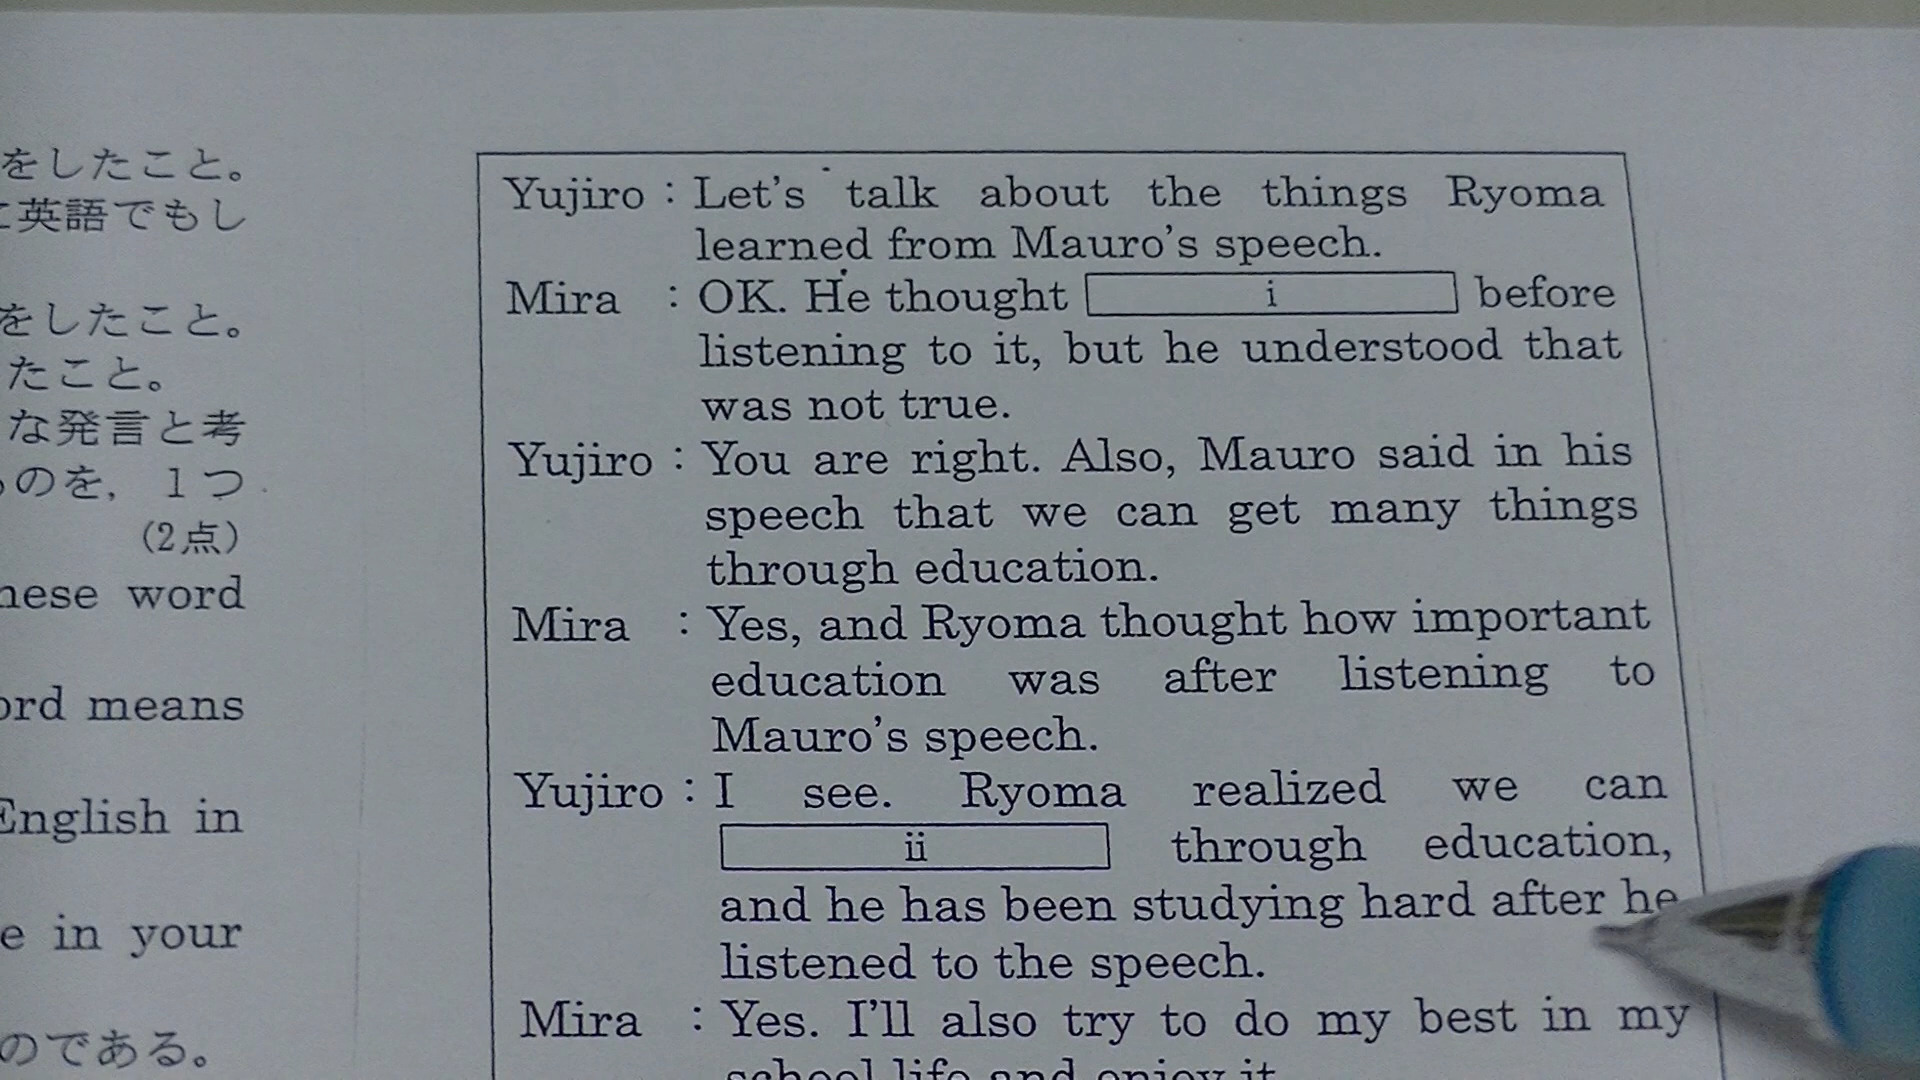 をしたこと。
に英語でもし
をしたこと。
たこと。
な発言と考
のを，1つ
(2点)
word
means
English in
e in your
のである。
Yujiro : Let's talk about the things Ryoma
learned from Mauro's speech.
Mira : OK. He thought i before
listening to it, but he understood that
was not true.
Yujiro : You are right. Also, Mauro said in his
speech that we can get many things
through education.
Mira : Yes, and Ryoma thought how important
education was after listening to
Mauro's speech.
Yujiro : I see. Ryoma realized we can
ii through education,
and he has been studying hard after he
listened to the speech.
Mira : Yes. I'll also try to do my best in my
school life and enjoy it.